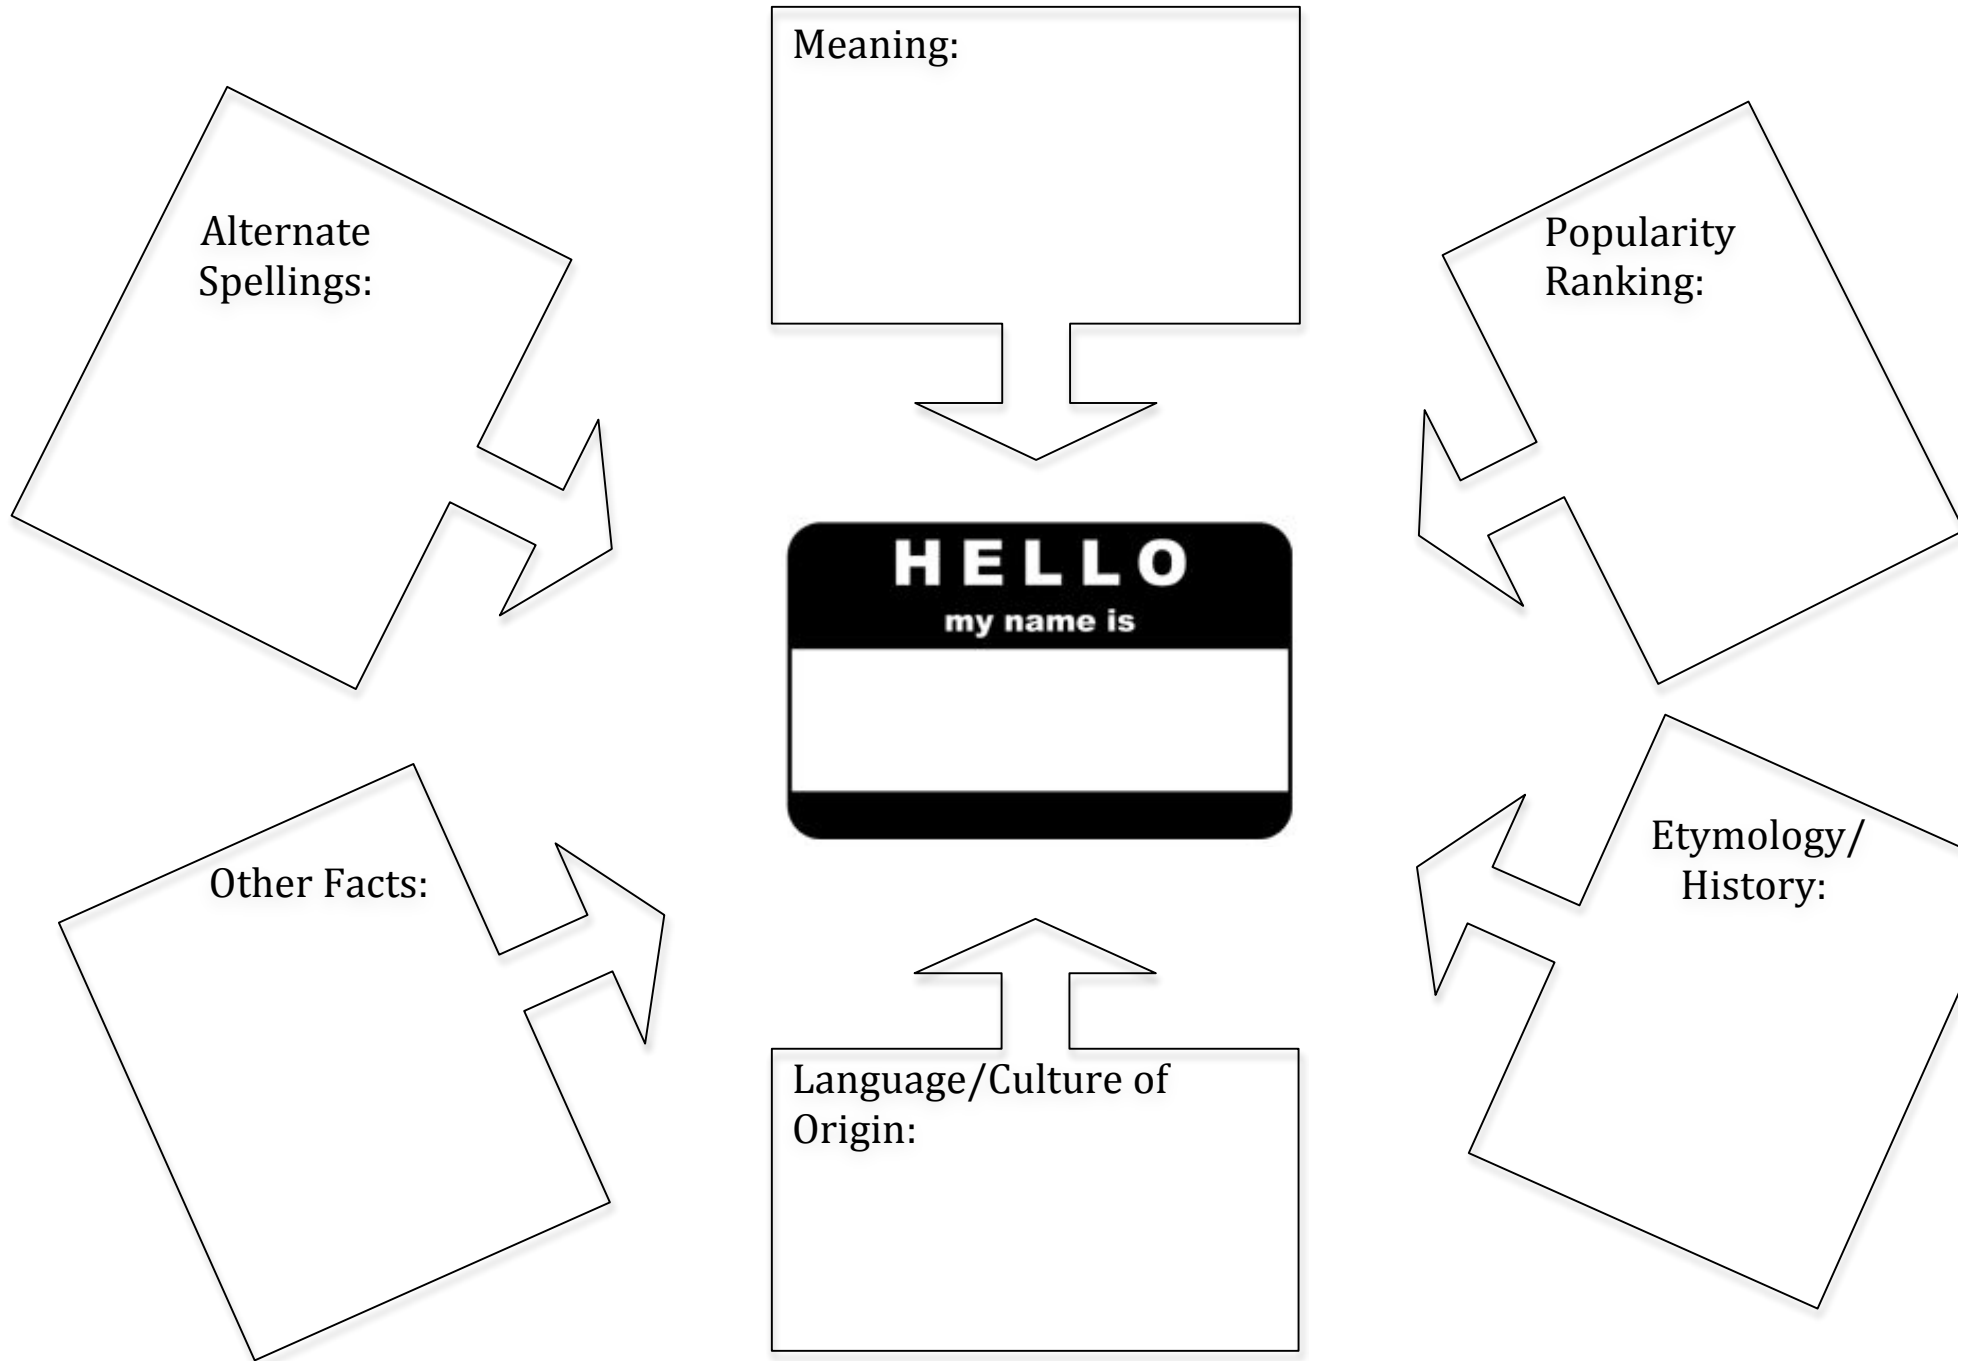 Meaning:
Alternate
Spellings:
Popularity
Ranking:
HELLO
my name is
Other Facts:
Etymology/
History:
Language/Culture of
Origin: